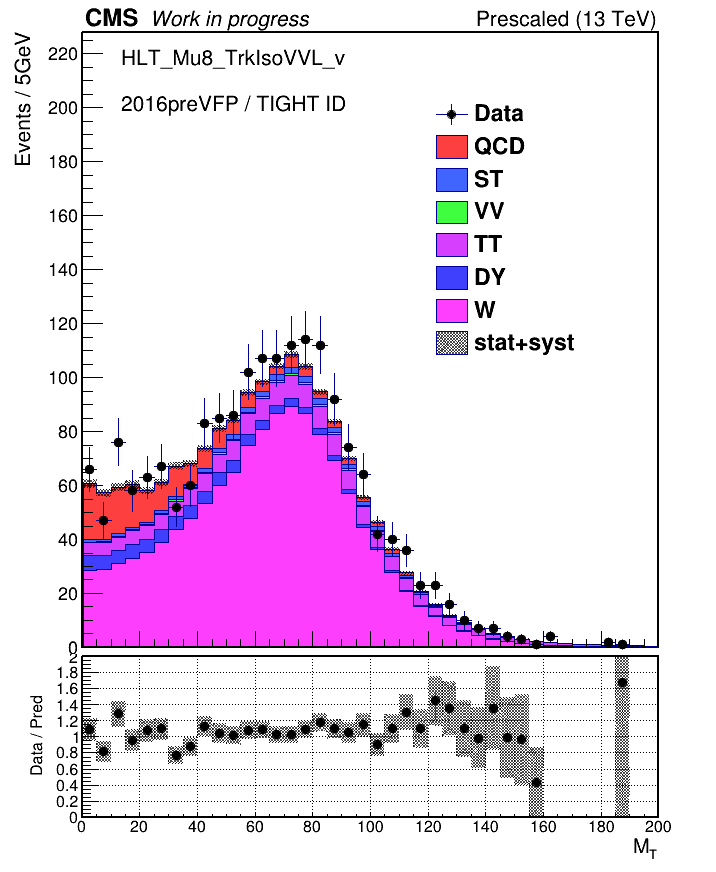 CMS Work in progress
Prescaled (13 TeV)
Events / 5GeV
HLT_Mu8_TrkIsoVVL_v
2016preVFP / TIGHT ID
Data
QCD
ST
VV
TT
DY
W
stat+syst
220
200
180
160
140
120
100
80
60
40
20
0
Data / Pred
2
1.8
1.6
1.4
1.2
1
0.8
0.6
0.4
0.2
0
0 20 40 60 80 100 120 140 160 180 200
M_T